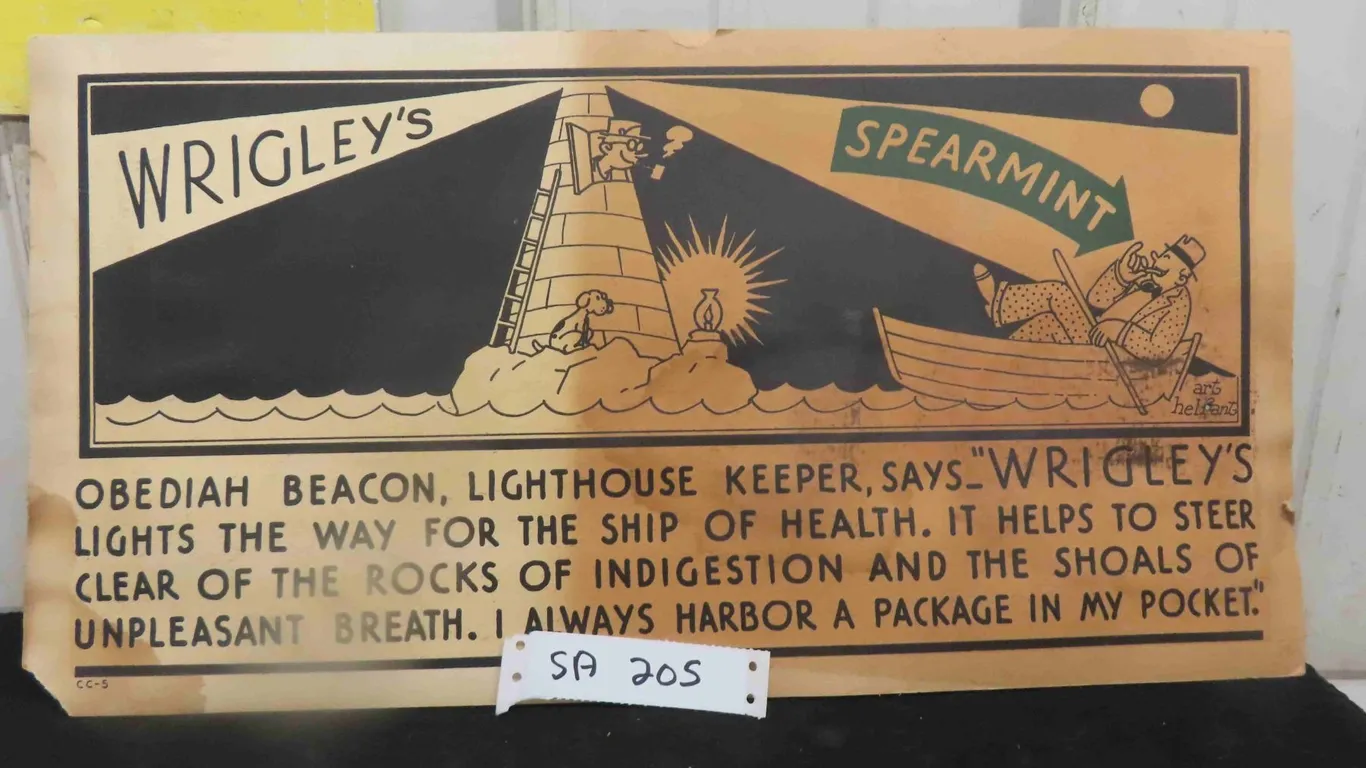 WRIGLEY'S
SPEARMINT
art
helfant
OBEDIAH BEACON, LIGHTHOUSE KEEPER, SAYS_"WRIGLEY'S
LIGHTS THE WAY FOR THE SHIP OF HEALTH. IT HELPS TO STEER
CLEAR OF THE ROCKS OF INDIGESTION AND THE SHOALS OF
UNPLEASANT BREATH. I ALWAYS HARBOR A PACKAGE IN MY POCKET."
CC-5
SA 205